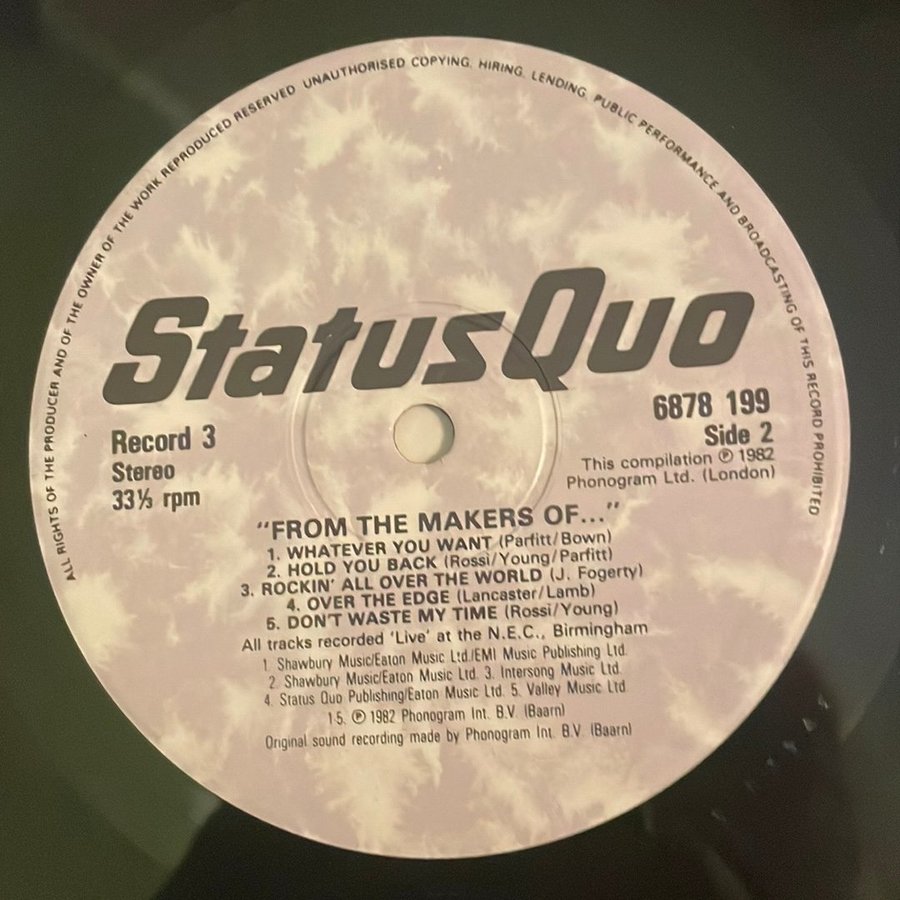 ALL RIGHTS OF THE PRODUCER AND OF THE OWNER OF THE WORK REPRODUCED RESERVED UNAUTHORISED COPYING, HIRING, LENDING, PUBLIC PERFORMANCE AND BROADCASTING OF THIS RECORD PROHIBITED
Status Quo
Record 3
Stereo
33⅓ rpm
6878 199
Side 2
This compilation ℗ 1982
Phonogram Ltd. (London)
"FROM THE MAKERS OF..."
1. WHATEVER YOU WANT (Parfitt/Bown)
2. HOLD YOU BACK (Rossi/Young/Parfitt)
3. ROCKIN' ALL OVER THE WORLD (J. Fogerty)
4. OVER THE EDGE (Lancaster/Lamb)
5. DON'T WASTE MY TIME (Rossi/Young)
All tracks recorded 'Live' at the N.E.C., Birmingham
1. Shawbury Music/Eaton Music Ltd./EMI Music Publishing Ltd.
2. Shawbury Music/Eaton Music Ltd. 3. Intersong Music Ltd.
4. Status Quo Publishing/Eaton Music Ltd. 5. Valley Music Ltd.
1-5. ℗ 1982 Phonogram Int. B.V. (Baarn)
Original sound recording made by Phonogram Int. B.V. (Baarn)